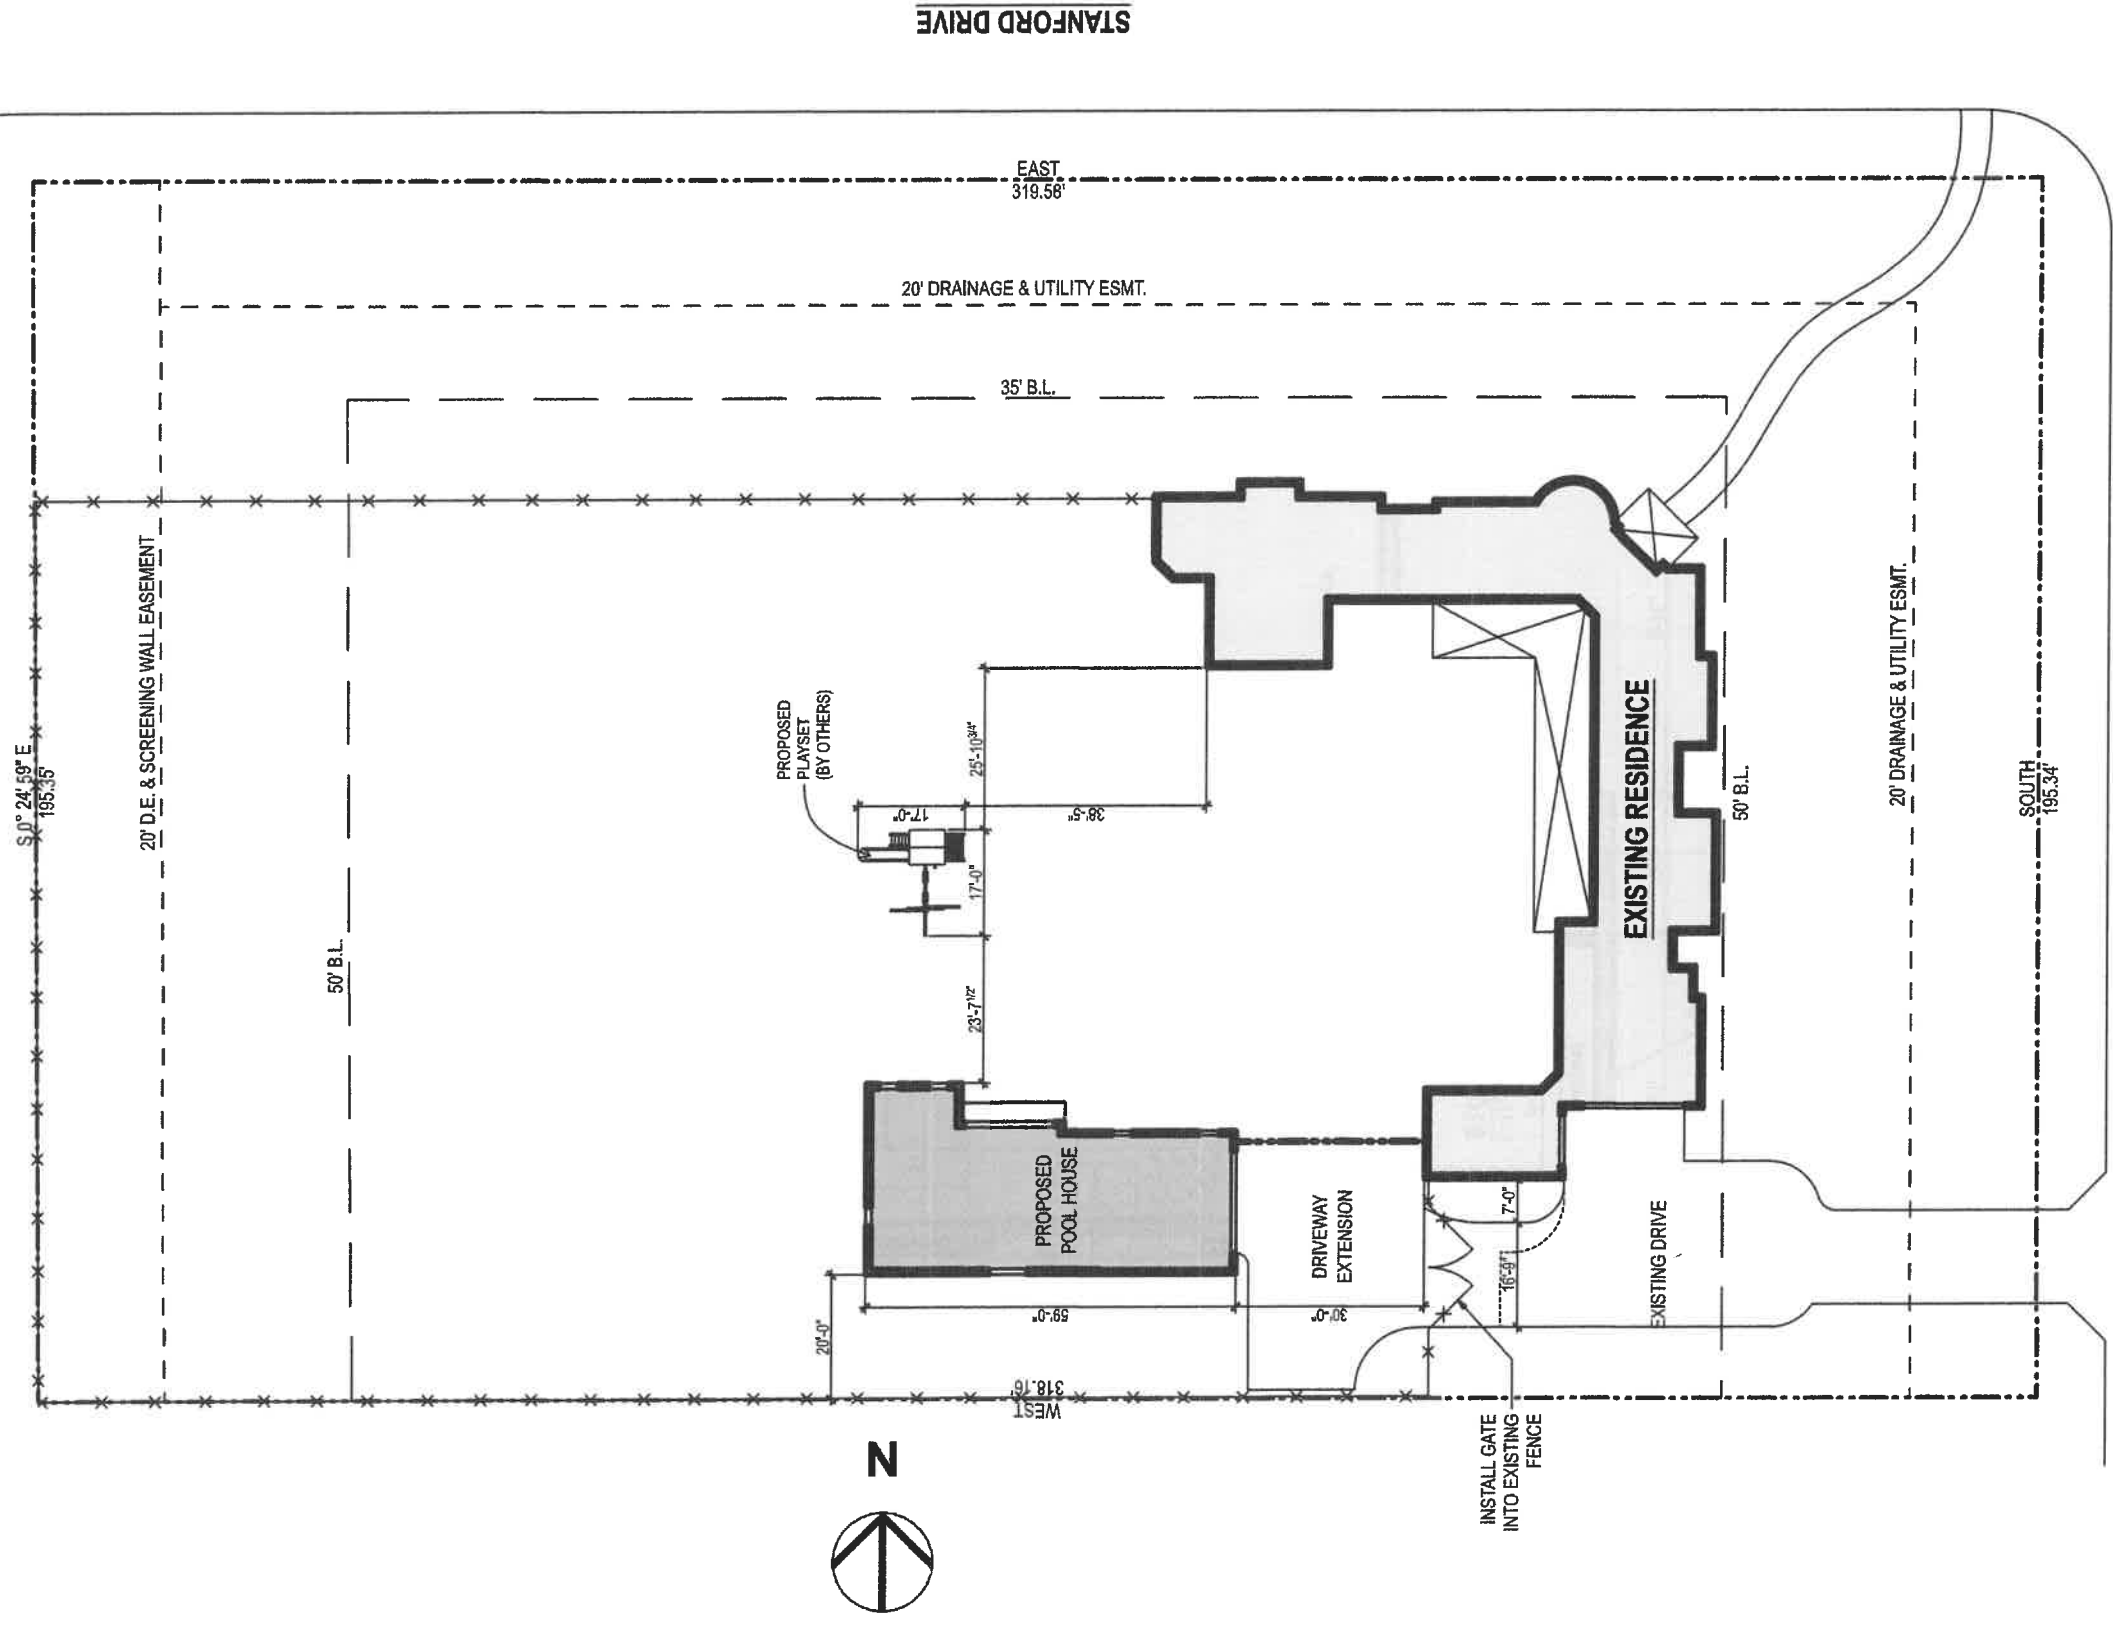 STANFORD DRIVE
EAST
319.56'
20' DRAINAGE & UTILITY ESMT.
35' B.L.
S 0° 24' 59" E
195.35'
20' D.E. & SCREENING WALL EASEMENT
50' B.L.
PROPOSED
PLAYSET
(BY OTHERS)
17'-0"
38'-5"
25'-10 3/4"
17'-0"
23'-7 1/2"
EXISTING RESIDENCE
50' B.L.
20' DRAINAGE & UTILITY ESMT.
SOUTH
195.34'
PROPOSED
POOL HOUSE
DRIVEWAY
EXTENSION
7'-0"
16'-9"
EXISTING DRIVE
59'-0"
30'-0"
20'-0"
318.16'
WEST
INSTALL GATE
INTO EXISTING
FENCE
N